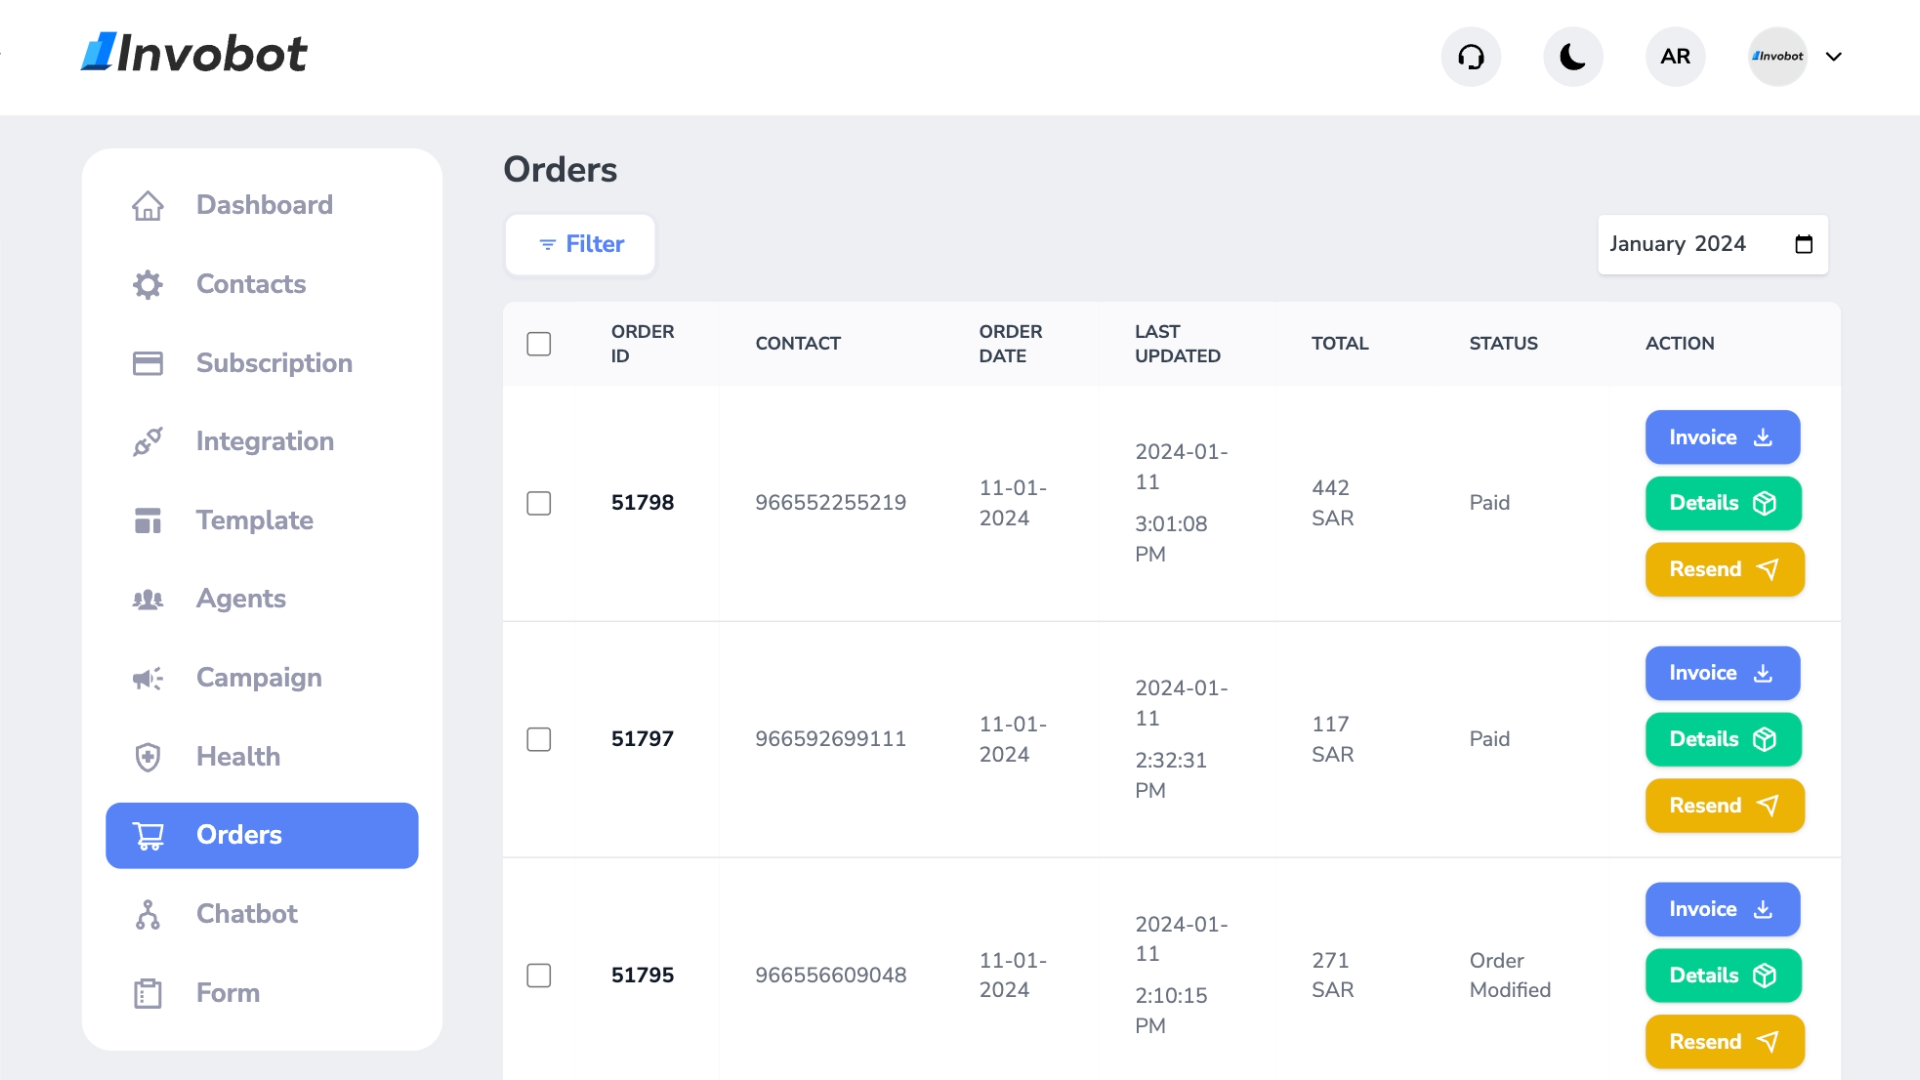 Invobot
AR
Invobot
Dashboard
Contacts
Subscription
Integration
Template
Agents
Campaign
Health
Orders
Chatbot
Form
Orders
Filter
January 2024
ORDER
ID
CONTACT
ORDER
DATE
LAST
UPDATED
TOTAL
STATUS
ACTION
51798
966552255219
11-01-
2024
2024-01-
11
3:01:08
PM
442
SAR
Paid
Invoice
Details
Resend
51797
966592699111
11-01-
2024
2024-01-
11
2:32:31
PM
117
SAR
Paid
Invoice
Details
Resend
51795
966556609048
11-01-
2024
2024-01-
11
2:10:15
PM
271
SAR
Order
Modified
Invoice
Details
Resend